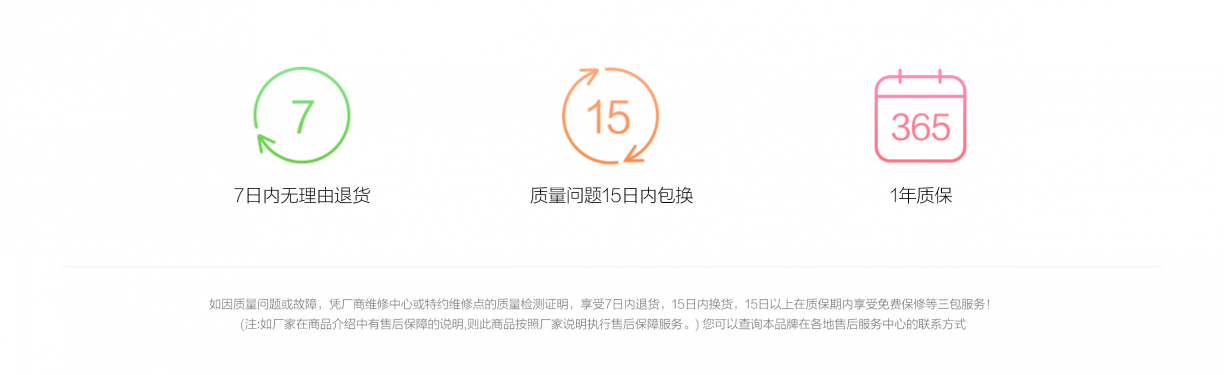 7
15
365
7日内无理由退货
质量问题15日内包换
1年质保
如因质量问题或故障，凭厂商维修中心或特约维修点的质量检测证明，享受7日内退货，15日内换货，15日以上在质保期内享受免费保修等三包服务！
(注:如厂家在商品介绍中有售后保障的说明,则此商品按照厂家说明执行售后保障服务。) 您可以查询本品牌在各地售后服务中心的联系方式